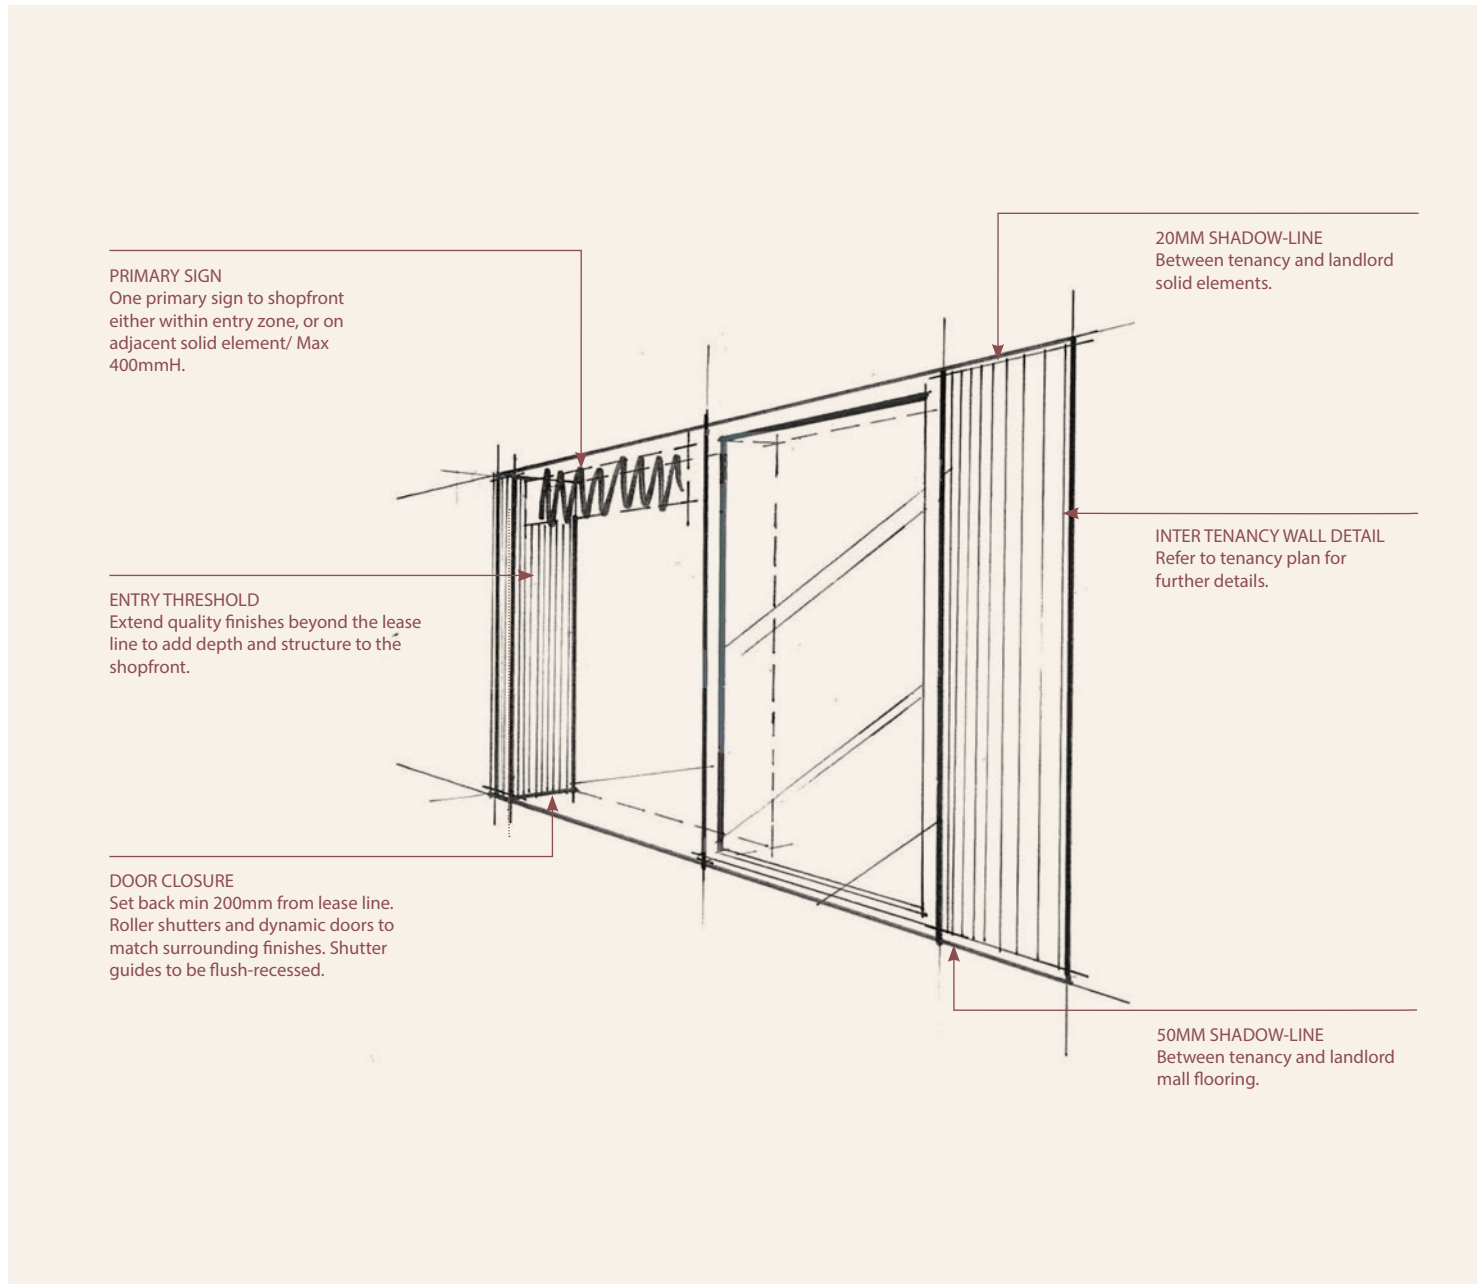 PRIMARY SIGN
One primary sign to shopfront
either within entry zone, or on
adjacent solid element/ Max
400mmH.
ENTRY THRESHOLD
Extend quality finishes beyond the lease
line to add depth and structure to the
shopfront.
DOOR CLOSURE
Set back min 200mm from lease line.
Roller shutters and dynamic doors to
match surrounding finishes. Shutter
guides to be flush-recessed.
20MM SHADOW-LINE
Between tenancy and landlord
solid elements.
INTER TENANCY WALL DETAIL
Refer to tenancy plan for
further details.
50MM SHADOW-LINE
Between tenancy and landlord
mall flooring.